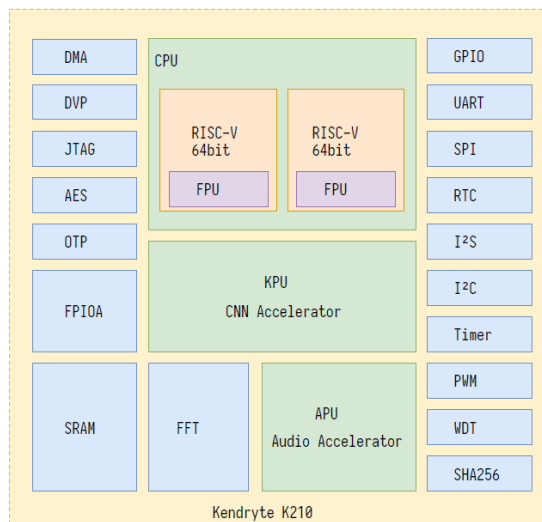 DMA
DVP
JTAG
AES
OTP
FPIOA
SRAM
CPU
RISC-V
64bit
FPU
RISC-V
64bit
FPU
KPU
CNN Accelerator
FFT
APU
Audio Accelerator
GPIO
UART
SPI
RTC
I²S
I²C
Timer
PWM
WDT
SHA256
Kendryte K210